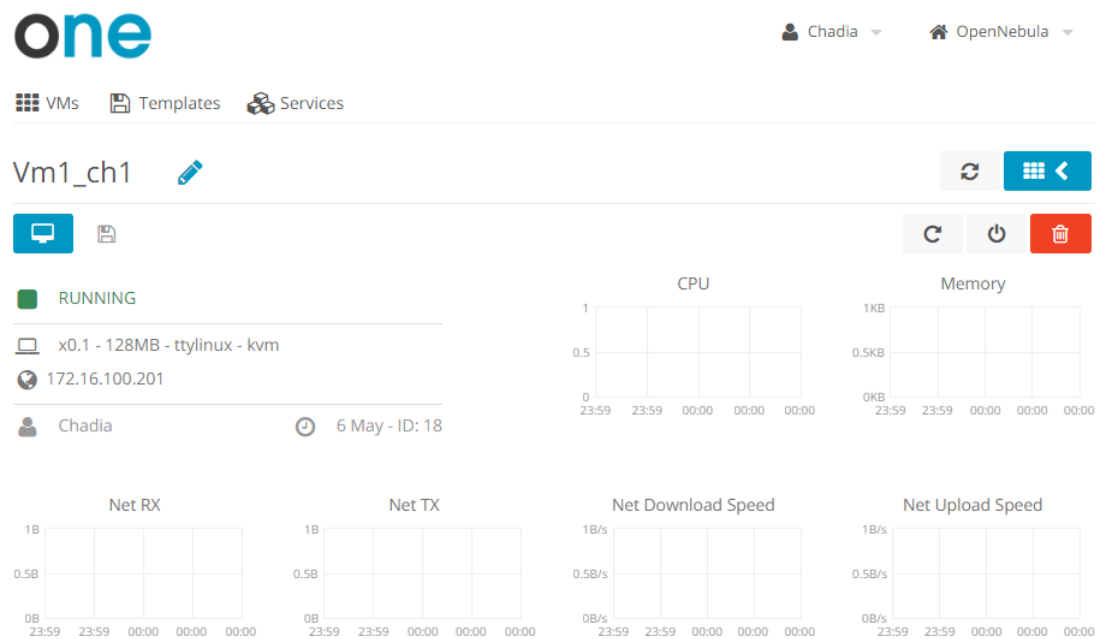 one
Chadia
OpenNebula
VMs Templates Services
Vm1_ch1
RUNNING
x0.1 - 128MB - ttylinux - kvm
172.16.100.201
Chadia 6 May - ID: 18
CPU
1
0.5
0
23:59 23:59 00:00 00:00 00:00
Memory
1KB
0.5KB
0KB
23:59 23:59 00:00 00:00 00:00
Net RX
1B
0.5B
0B
23:59 23:59 00:00 00:00 00:00
Net TX
1B
0.5B
0B
23:59 23:59 00:00 00:00 00:00
Net Download Speed
1B/s
0.5B/s
0B/s
23:59 23:59 00:00 00:00 00:00
Net Upload Speed
1B/s
0.5B/s
0B/s
23:59 23:59 00:00 00:00 00:00